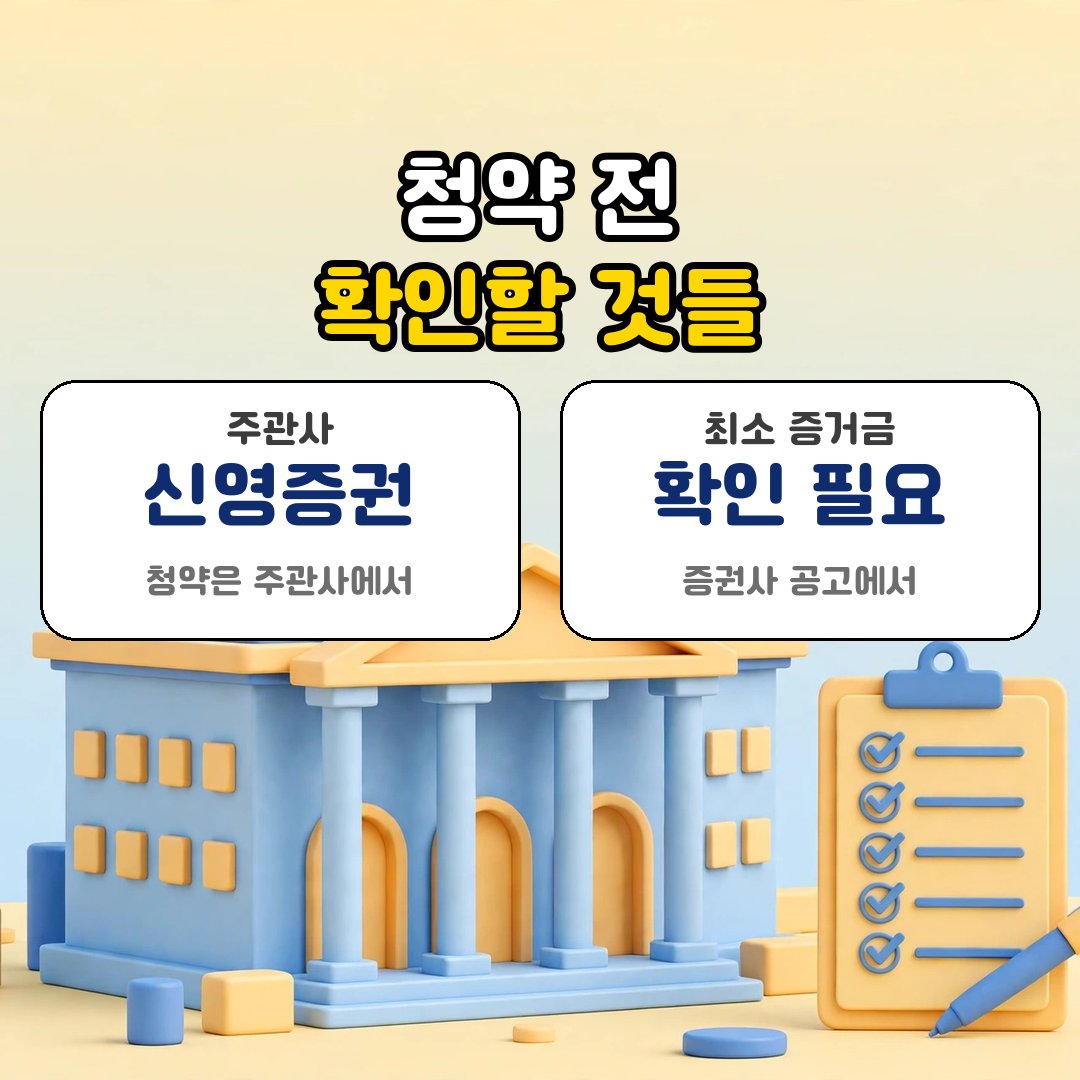 청약 전
확인할 것들
주관사
신영증권
청약은 주관사에서
최소 증거금
확인 필요
증권사 공고에서